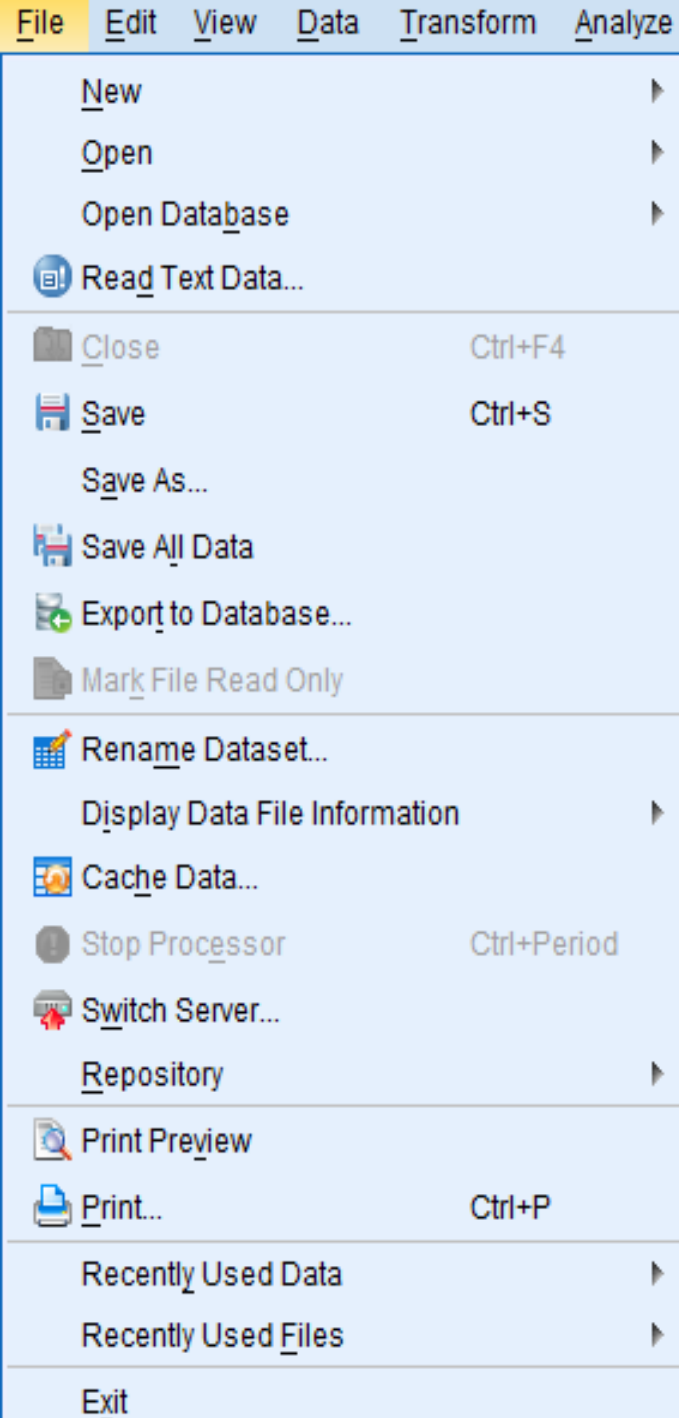 File Edit View Data Transform Analyze
New
Open
Open Database
Read Text Data...
Close Ctrl+F4
Save Ctrl+S
Save As...
Save All Data
Export to Database...
Mark File Read Only
Rename Dataset...
Display Data File Information
Cache Data...
Stop Processor Ctrl+Period
Switch Server...
Repository
Print Preview
Print... Ctrl+P
Recently Used Data
Recently Used Files
Exit